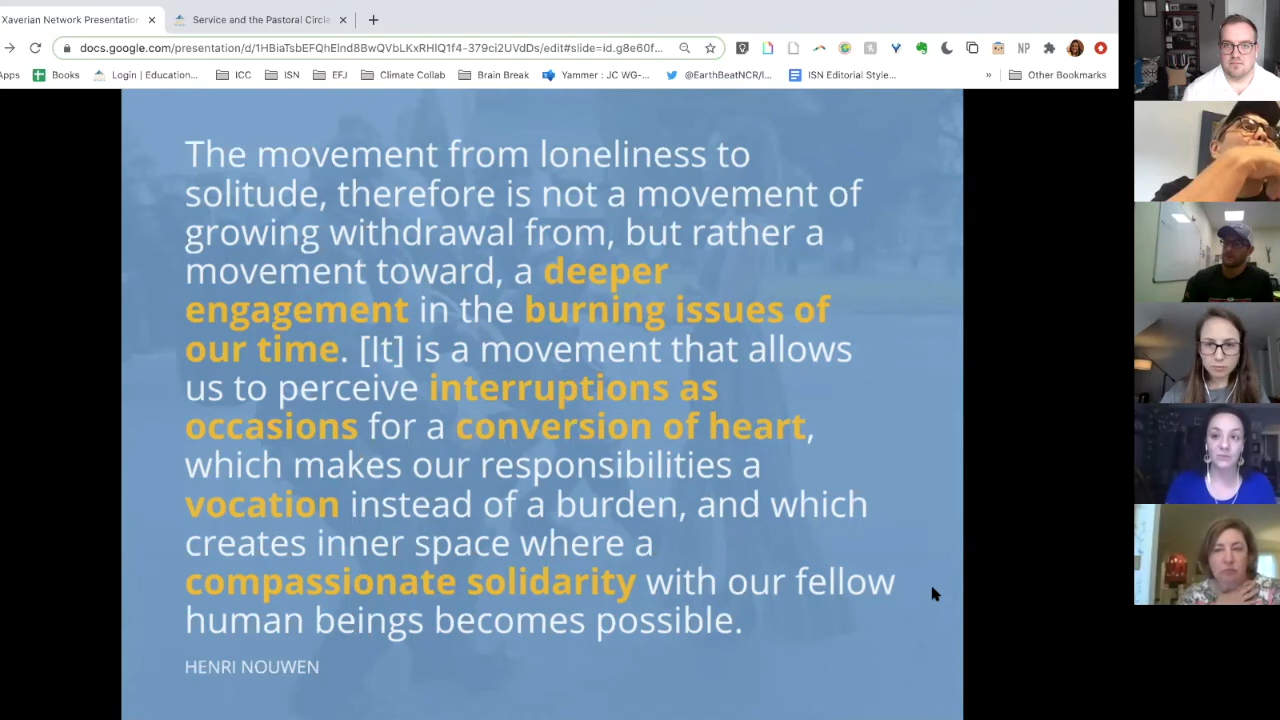 Xaverian Network Presentation
Service and the Pastoral Circle
docs.google.com/presentation/d/1HBiaTsbEFQhElnd8BwQVbLKxRHIQ1f4-379ci2UVdDs/edit#slide=id.g8e60f...
NP
Apps Books Login | Education... ICC ISN EFJ Climate Collab Brain Break Yammer : JC WG-... @EarthBeatNCR/l... ISN Editorial Style... » Other Bookmarks
The movement from loneliness to
solitude, therefore is not a movement of
growing withdrawal from, but rather a
movement toward, a deeper
engagement in the burning issues of
our time. [It] is a movement that allows
us to perceive interruptions as
occasions for a conversion of heart,
which makes our responsibilities a
vocation instead of a burden, and which
creates inner space where a
compassionate solidarity with our fellow
human beings becomes possible.
HENRI NOUWEN